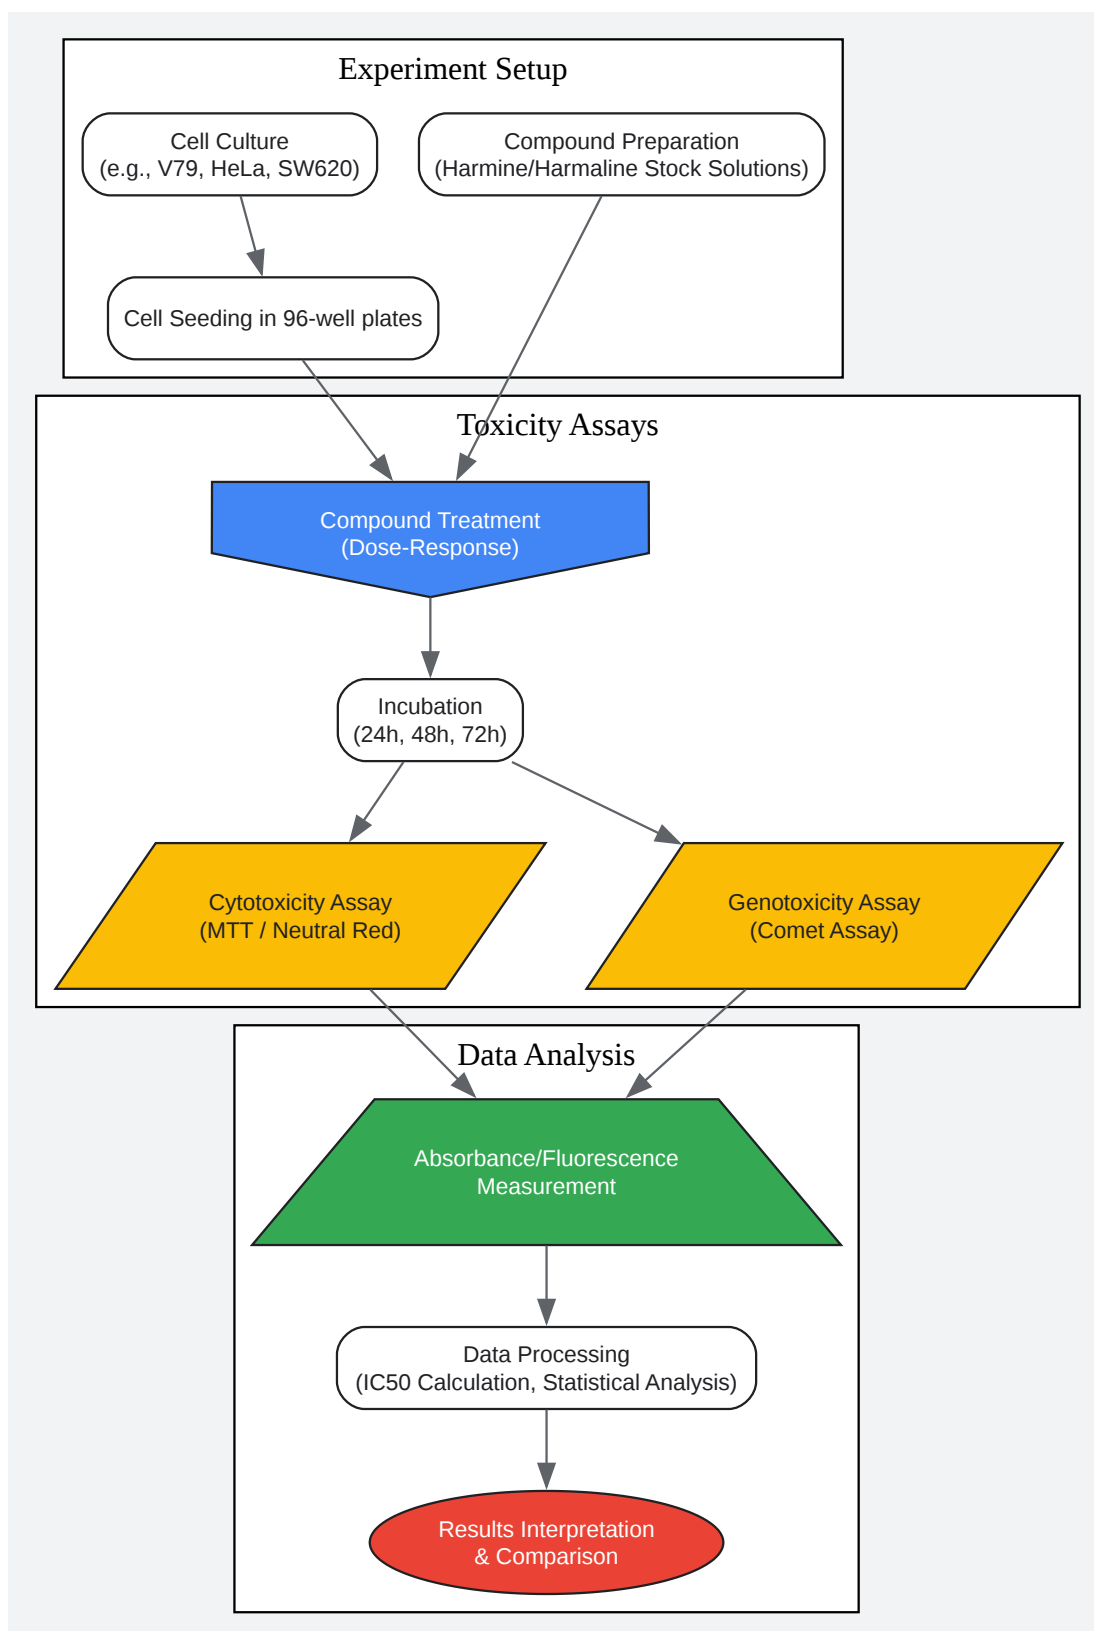 Experiment Setup
Cell Culture
(e.g., V79, HeLa, SW620)
Compound Preparation
(Harmine/Harmaline Stock Solutions)
Cell Seeding in 96-well plates
Toxicity Assays
Compound Treatment
(Dose-Response)
Incubation
(24h, 48h, 72h)
Cytotoxicity Assay
(MTT / Neutral Red)
Genotoxicity Assay
(Comet Assay)
Data Analysis
Absorbance/Fluorescence
Measurement
Data Processing
(IC50 Calculation, Statistical Analysis)
Results Interpretation
& Comparison